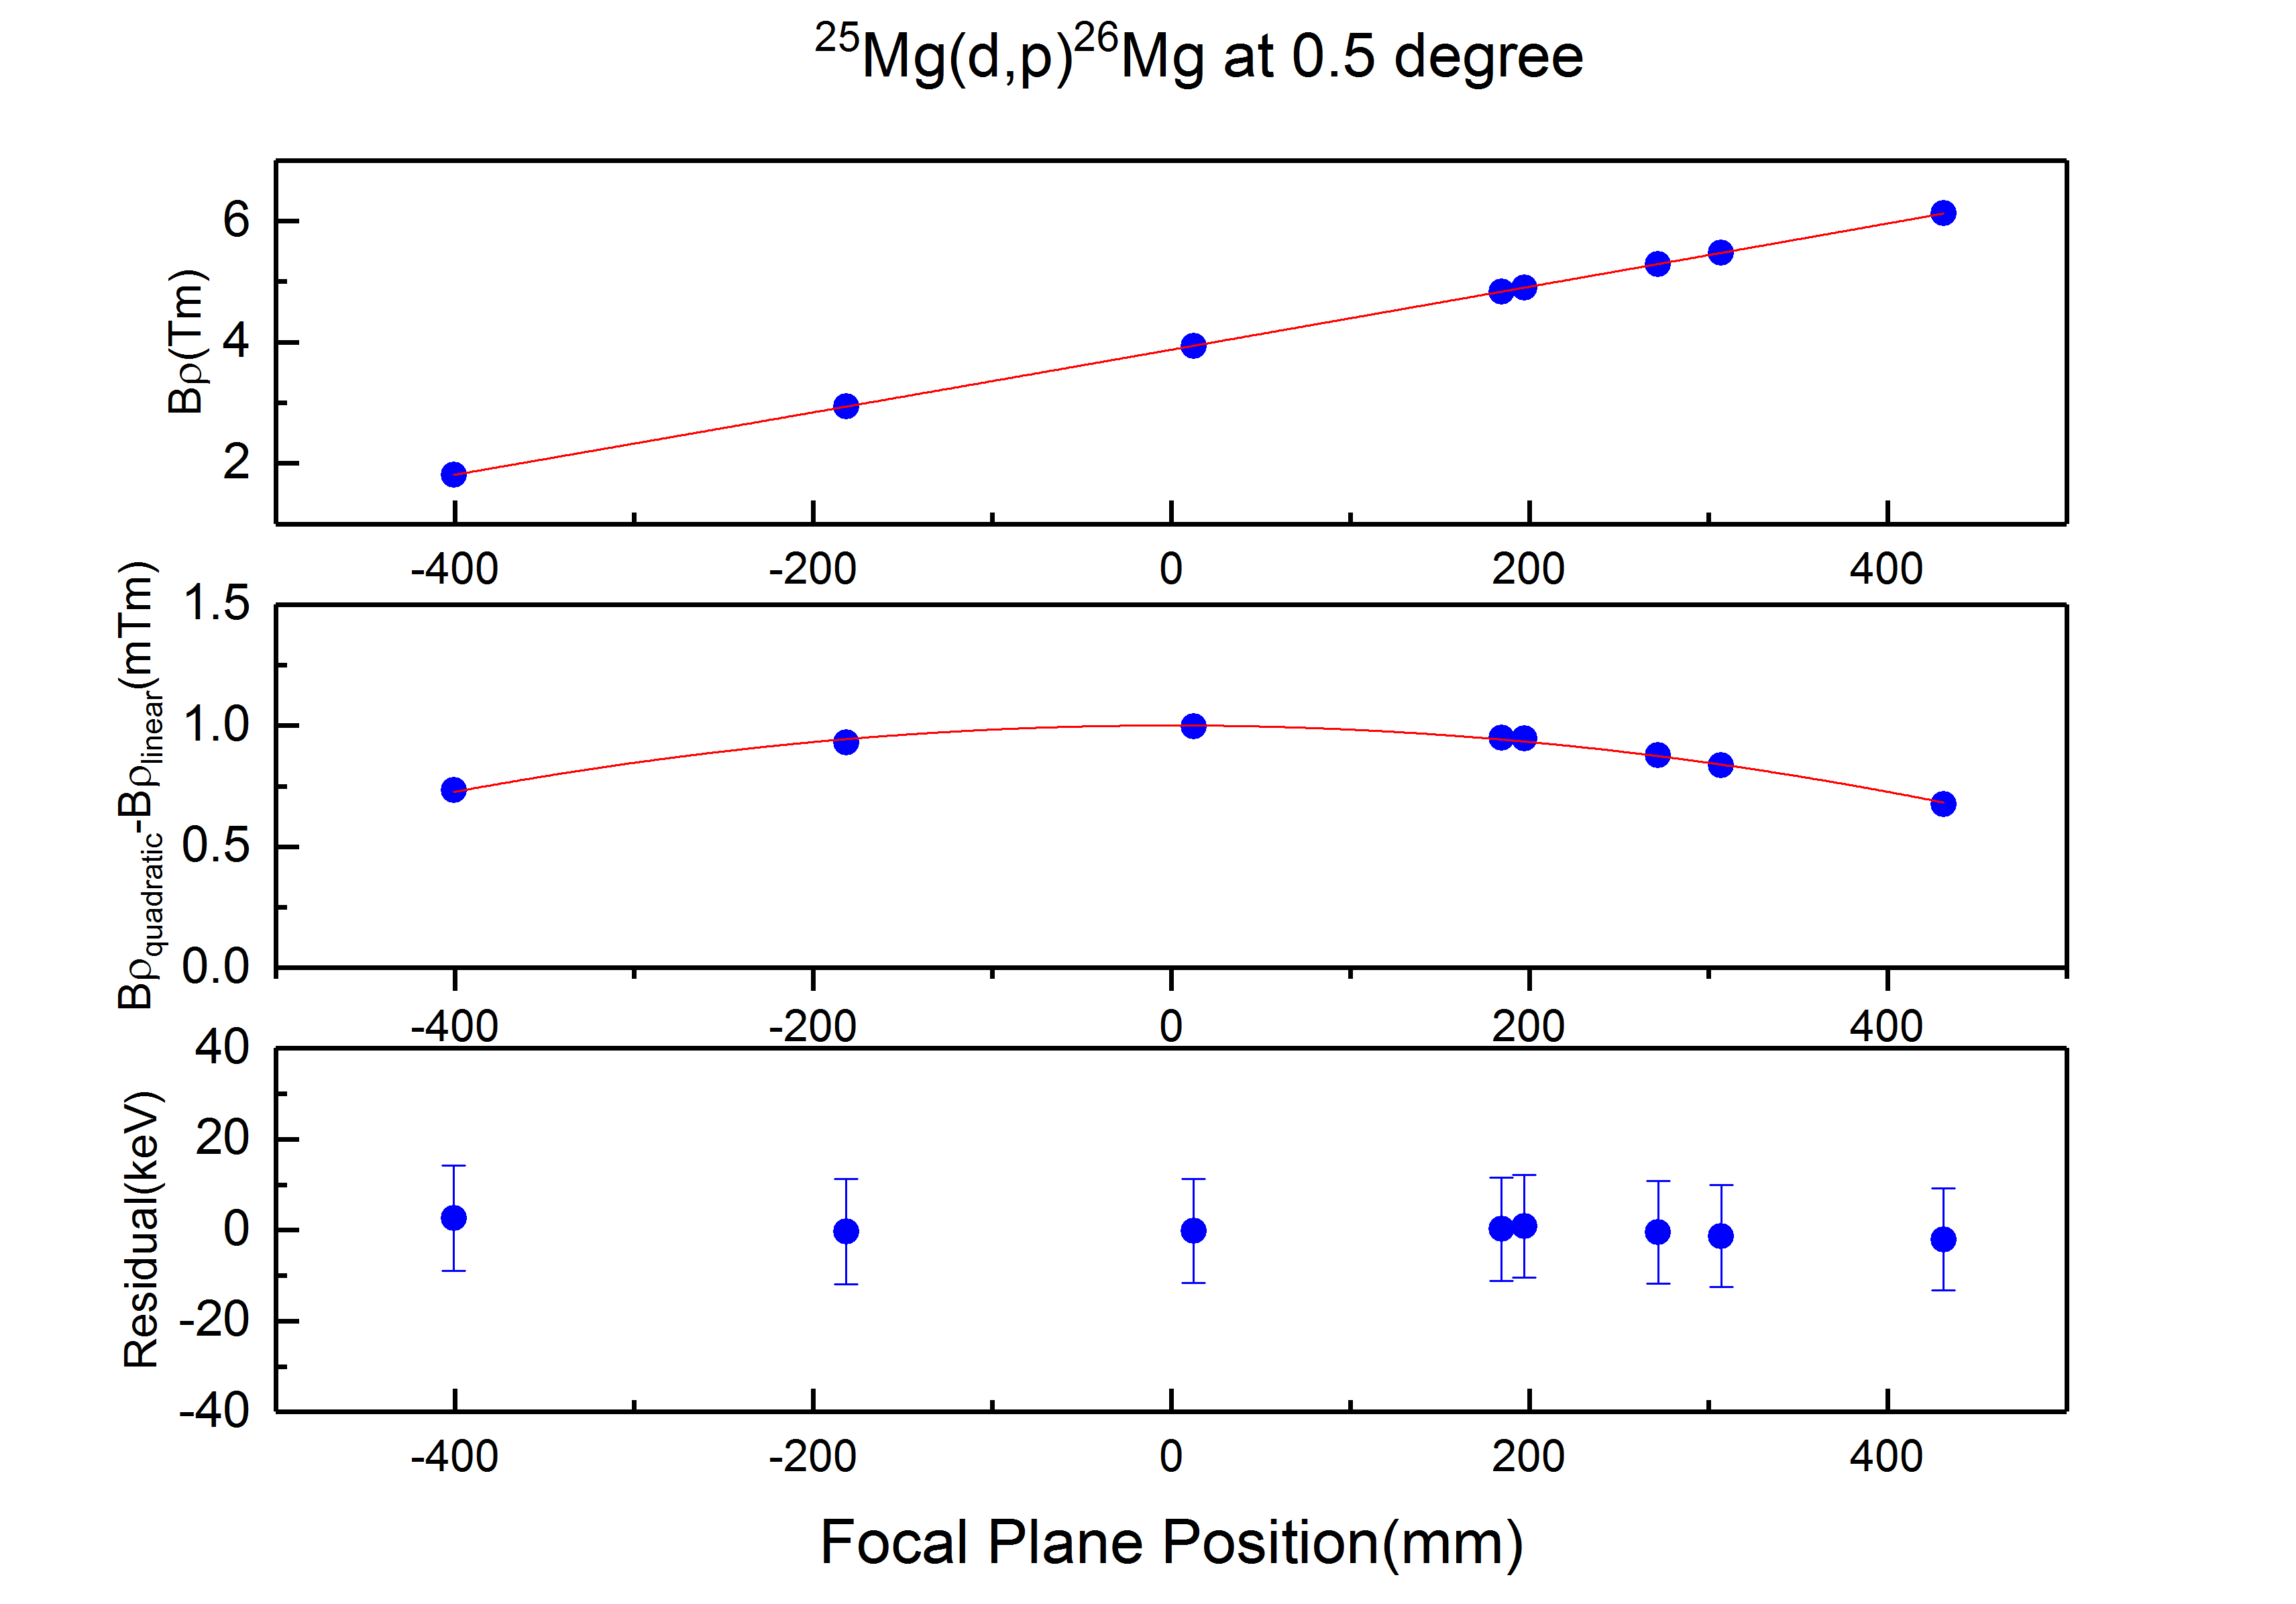 ²⁵Mg(d,p)²⁶Mg at 0.5 degree
Bρ(Tm)
6
4
2
-400 -200 0 200 400
Bρquadratic-Bρlinear(mTm)
1.5
1.0
0.5
0.0
-400 -200 0 200 400
Residual(keV)
40
20
0
-20
-40
-400 -200 0 200 400
Focal Plane Position(mm)